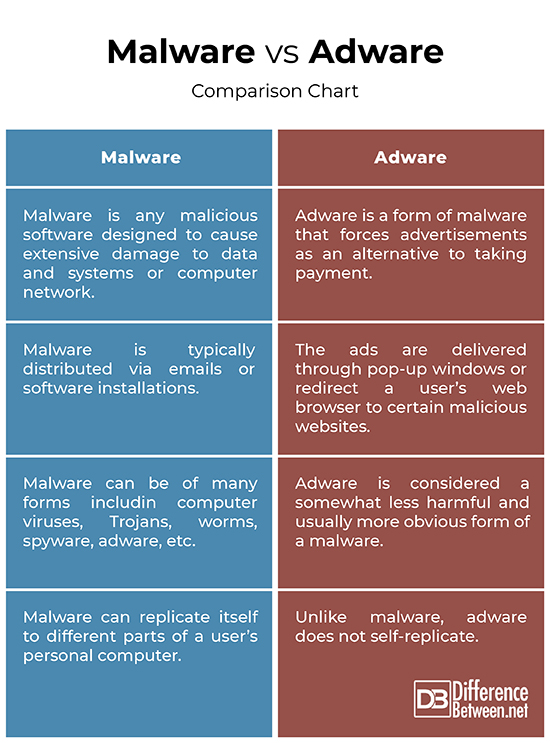 Malware vs Adware
Comparison Chart
Malware
Adware
Malware is any malicious
software designed to cause
extensive damage to data
and systems or computer
network.
Adware is a form of malware
that forces advertisements
as an alternative to taking
payment.
Malware is typically
distributed via emails or
software installations.
The ads are delivered
through pop-up windows or
redirect a user's web
browser to certain malicious
websites.
Malware can be of many
forms includin computer
viruses, Trojans, worms,
spyware, adware, etc.
Adware is considered a
somewhat less harmful and
usually more obvious form of
a malware.
Malware can replicate itself
to different parts of a user's
personal computer.
Unlike malware, adware
does not self-replicate.
DB Difference
Between.net